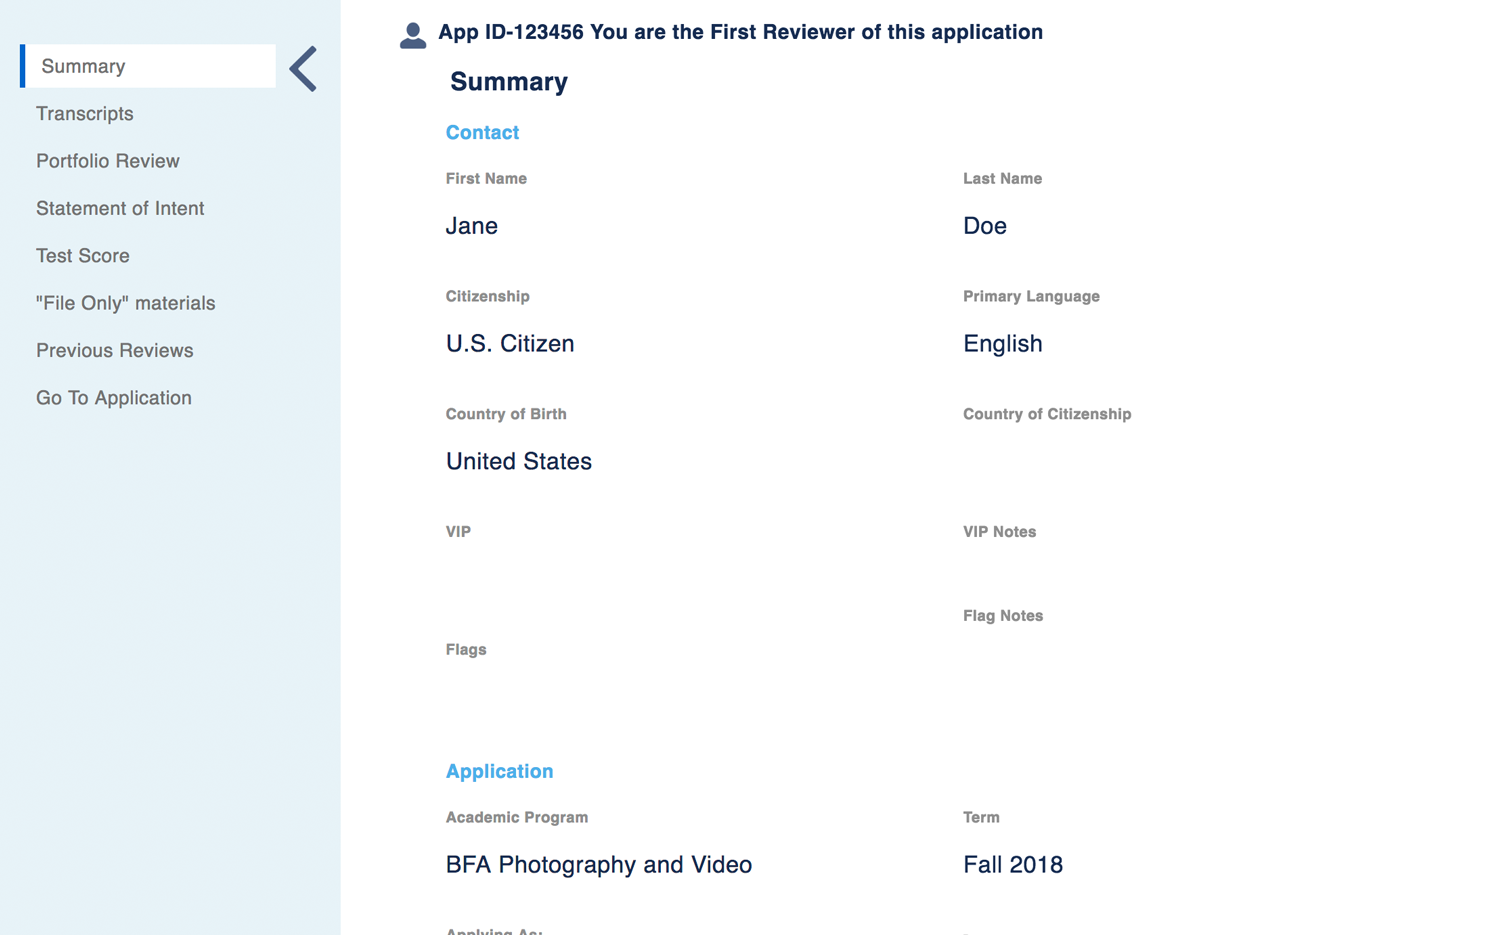 Summary
Transcripts
Portfolio Review
Statement of Intent
Test Score
"File Only" materials
Previous Reviews
Go To Application
App ID-123456 You are the First Reviewer of this application
Summary
Contact
First Name
Last Name
Jane
Doe
Citizenship
Primary Language
U.S. Citizen
English
Country of Birth
Country of Citizenship
United States
VIP
VIP Notes
Flag Notes
Flags
Application
Academic Program
Term
BFA Photography and Video
Fall 2018
Applying As: